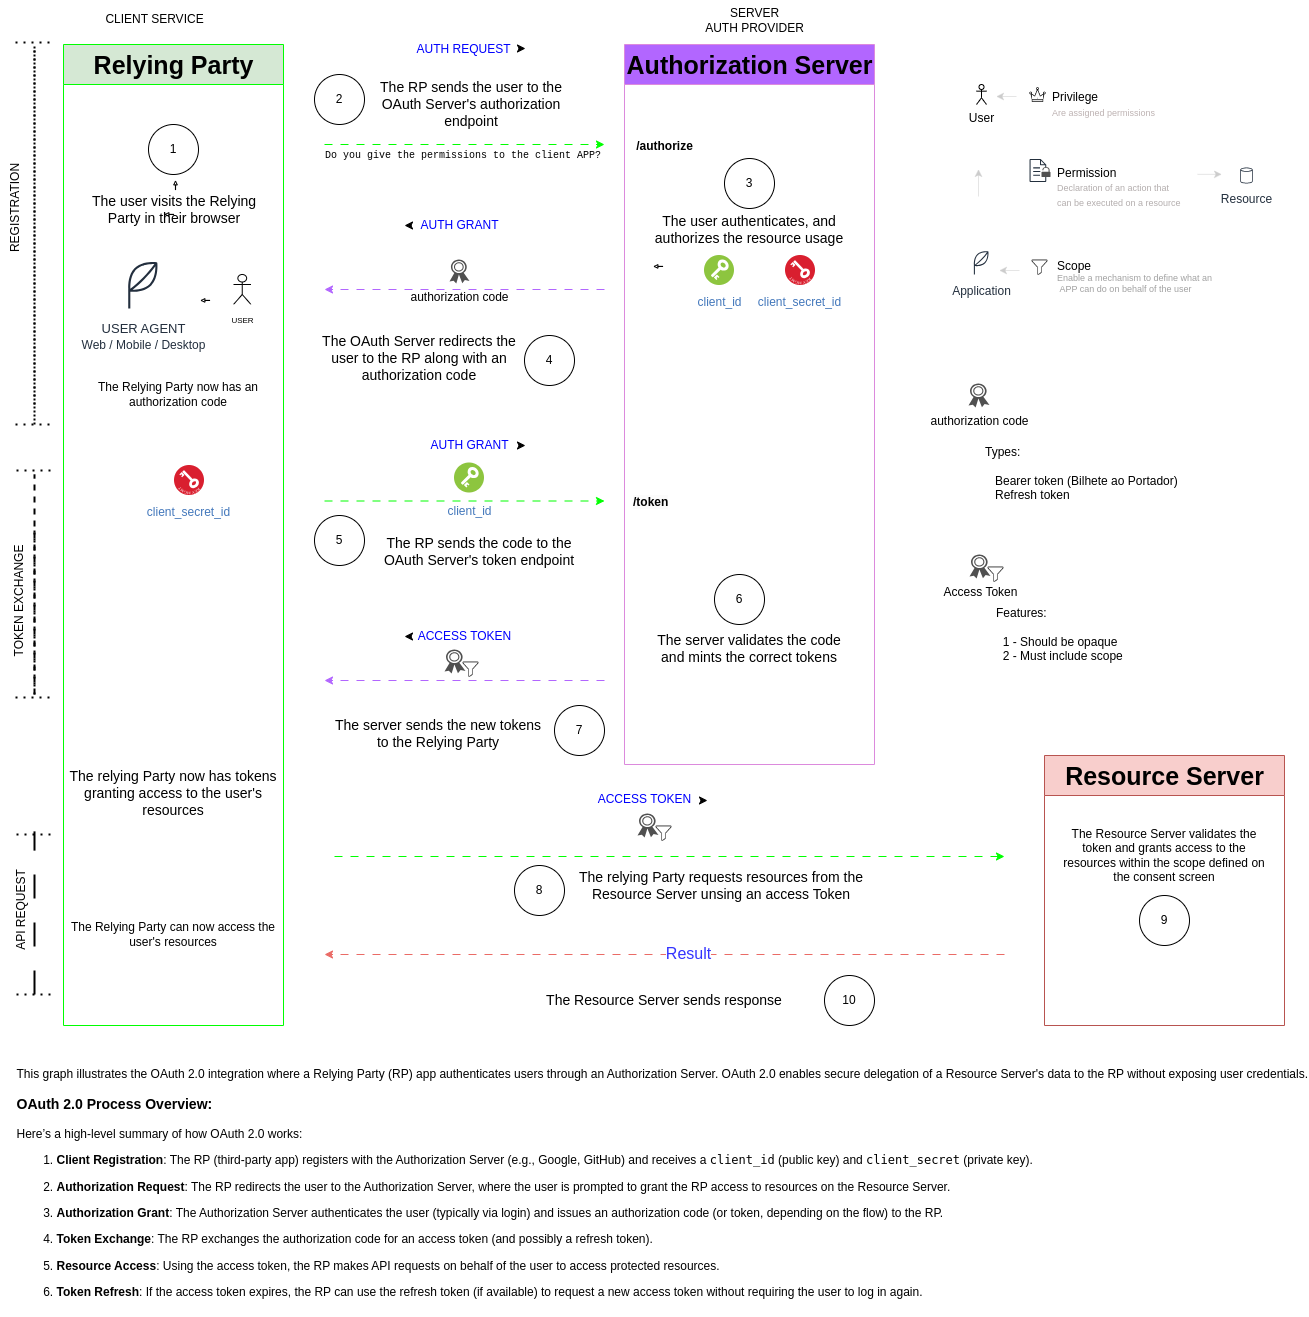 CLIENT SERVICE
SERVER
AUTH PROVIDER
Relying Party
AUTH REQUEST
Authorization Server
2
The RP sends the user to the
OAuth Server's authorization
endpoint
Do you give the permissions to the client APP?
REGISTRATION
1
The user visits the Relying
Party in their browser
USER AGENT
Web / Mobile / Desktop
USER
The Relying Party now has an
authorization code
AUTH GRANT
authorization code
The OAuth Server redirects the
user to the RP along with an
authorization code
4
/authorize
3
The user authenticates, and
authorizes the resource usage
client_id
client_secret_id
User
Privilege
Are assigned permissions
Permission
Declaration of an action that
can be executed on a resource
Resource
Application
Scope
Enable a mechanism to define what an
APP can do on behalf of the user
authorization code
Types:
Bearer token (Bilhete ao Portador)
Refresh token
Access Token
Features:
1 - Should be opaque
2 - Must include scope
TOKEN EXCHANGE
client_secret_id
AUTH GRANT
client_id
5
The RP sends the code to the
OAuth Server's token endpoint
/token
6
The server validates the code
and mints the correct tokens
ACCESS TOKEN
The server sends the new tokens
to the Relying Party
7
The relying Party now has tokens
granting access to the user's
resources
API REQUEST
The Relying Party can now access the
user's resources
ACCESS TOKEN
8
The relying Party requests resources from the
Resource Server unsing an access Token
Result
The Resource Server sends response
10
Resource Server
The Resource Server validates the
token and grants access to the
resources within the scope defined on
the consent screen
9
This graph illustrates the OAuth 2.0 integration where a Relying Party (RP) app authenticates users through an Authorization Server. OAuth 2.0 enables secure delegation of a Resource Server's data to the RP without exposing user credentials.
OAuth 2.0 Process Overview:
Here's a high-level summary of how OAuth 2.0 works:
1. Client Registration: The RP (third-party app) registers with the Authorization Server (e.g., Google, GitHub) and receives a client_id (public key) and client_secret (private key).
2. Authorization Request: The RP redirects the user to the Authorization Server, where the user is prompted to grant the RP access to resources on the Resource Server.
3. Authorization Grant: The Authorization Server authenticates the user (typically via login) and issues an authorization code (or token, depending on the flow) to the RP.
4. Token Exchange: The RP exchanges the authorization code for an access token (and possibly a refresh token).
5. Resource Access: Using the access token, the RP makes API requests on behalf of the user to access protected resources.
6. Token Refresh: If the access token expires, the RP can use the refresh token (if available) to request a new access token without requiring the user to log in again.